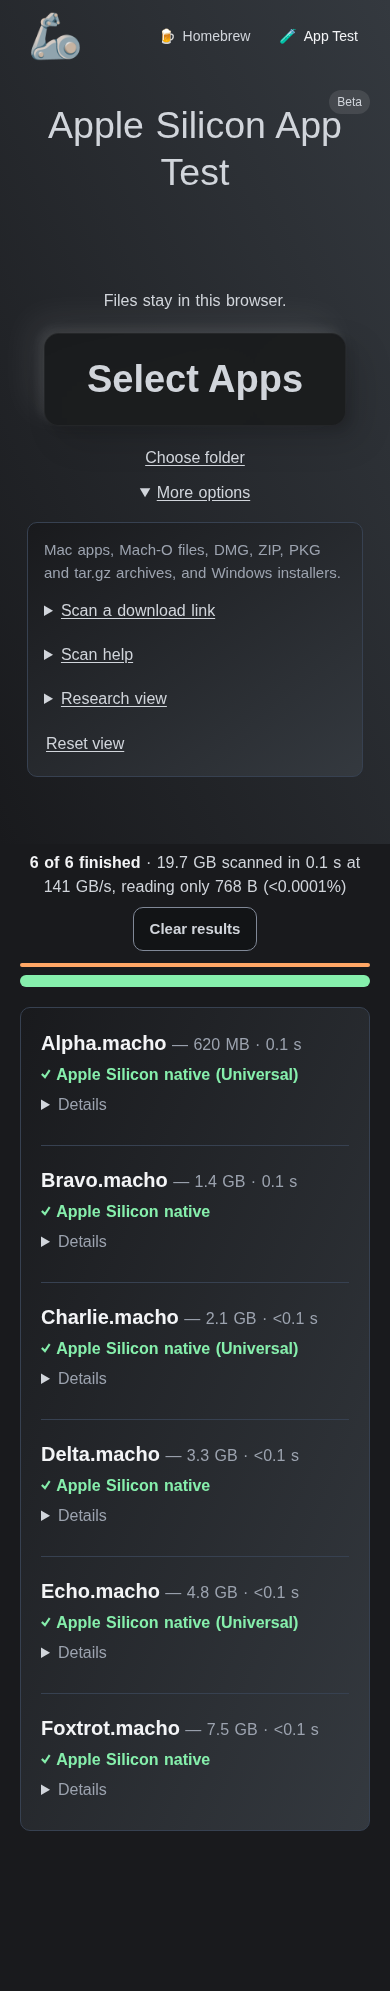 🍺 Homebrew 🧪 App Test
Beta
Apple Silicon App
Test
Files stay in this browser.
Select Apps
Choose folder
▼ More options
Mac apps, Mach-O files, DMG, ZIP, PKG
and tar.gz archives, and Windows installers.
▶ Scan a download link
▶ Scan help
▶ Research view
Reset view
6 of 6 finished · 19.7 GB scanned in 0.1 s at
141 GB/s, reading only 768 B (<0.0001%)
Clear results
Alpha.macho — 620 MB · 0.1 s
✓ Apple Silicon native (Universal)
▶ Details
Bravo.macho — 1.4 GB · 0.1 s
✓ Apple Silicon native
▶ Details
Charlie.macho — 2.1 GB · <0.1 s
✓ Apple Silicon native (Universal)
▶ Details
Delta.macho — 3.3 GB · <0.1 s
✓ Apple Silicon native
▶ Details
Echo.macho — 4.8 GB · <0.1 s
✓ Apple Silicon native (Universal)
▶ Details
Foxtrot.macho — 7.5 GB · <0.1 s
✓ Apple Silicon native
▶ Details